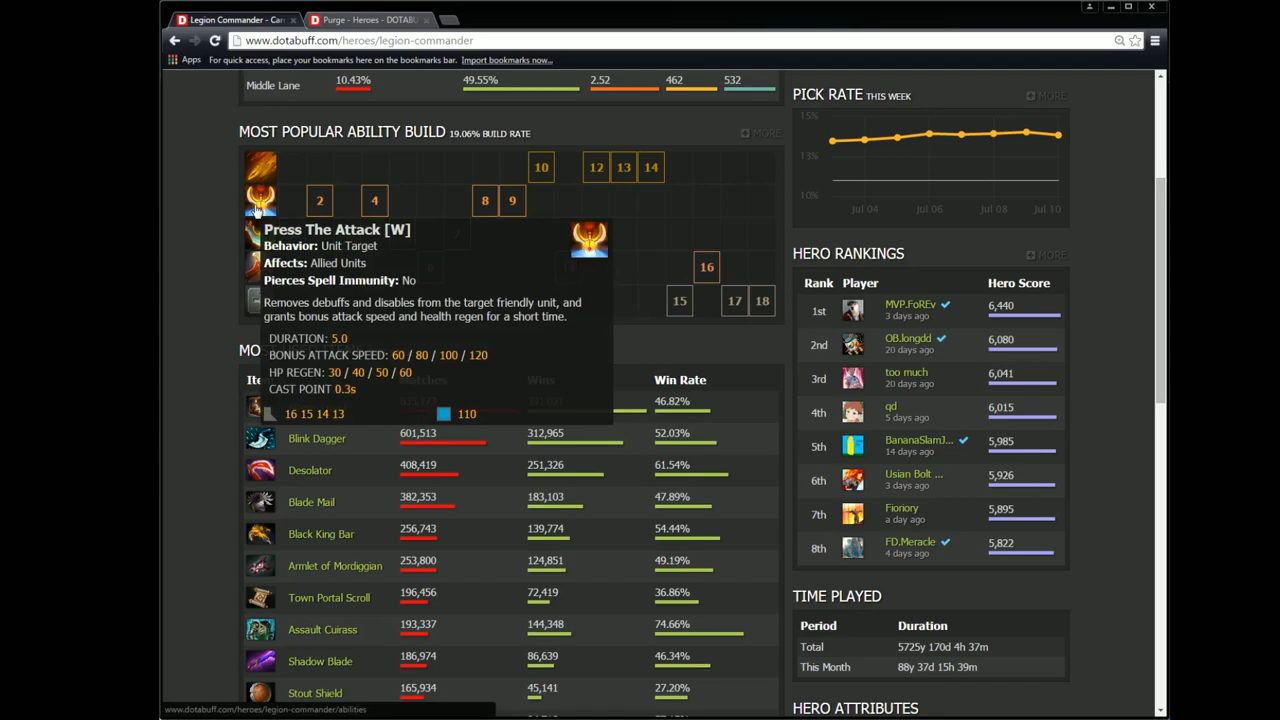 Legion Commander - Car
Purge - Heroes - DOTABU
www.dotabuff.com/heroes/legion-commander
Apps For quick access, place your bookmarks here on the bookmarks bar. Import bookmarks now...
Middle Lane 10.43% 49.55% 2.52 462 532
MOST POPULAR ABILITY BUILD 19.06% BUILD RATE MORE
10 12 13 14
2 4 8 9
16
15 17 18
Press The Attack [W]
Behavior: Unit Target
Affects: Allied Units
Pierces Spell Immunity: No
Removes debuffs and disables from the target friendly unit, and
grants bonus attack speed and health regen for a short time.
DURATION: 5.0
BONUS ATTACK SPEED: 60 / 80 / 100 / 120
HP REGEN: 30 / 40 / 50 / 60
CAST POINT 0.3s
16 15 14 13 110
Win Rate
46.82%
Blink Dagger 601,513 312,965 52.03%
Desolator 408,419 251,326 61.54%
Blade Mail 382,353 183,103 47.89%
Black King Bar 256,743 139,774 54.44%
Armlet of Mordiggian 253,800 124,851 49.19%
Town Portal Scroll 196,456 72,419 36.86%
Assault Cuirass 193,337 144,348 74.66%
Shadow Blade 186,974 86,639 46.34%
Stout Shield 165,934 45,141 27.20%
www.dotabuff.com/heroes/legion-commander/abilities
PICK RATE THIS WEEK MORE
15%
13%
10%
Jul 04 Jul 06 Jul 08 Jul 10
HERO RANKINGS MORE
Rank Player Hero Score
1st MVP.FoREv 6,440
3 days ago
2nd OB.longdd 6,080
20 days ago
3rd too much 6,041
20 days ago
4th qd 6,015
5 days ago
5th BananaSlamJ... 5,985
14 days ago
6th Usian Bolt ... 5,926
3 days ago
7th Fioriory 5,895
a day ago
8th FD.Meracle 5,822
4 days ago
TIME PLAYED
Period Duration
Total 5725y 170d 4h 37m
This Month 88y 37d 15h 39m
HERO ATTRIBUTES